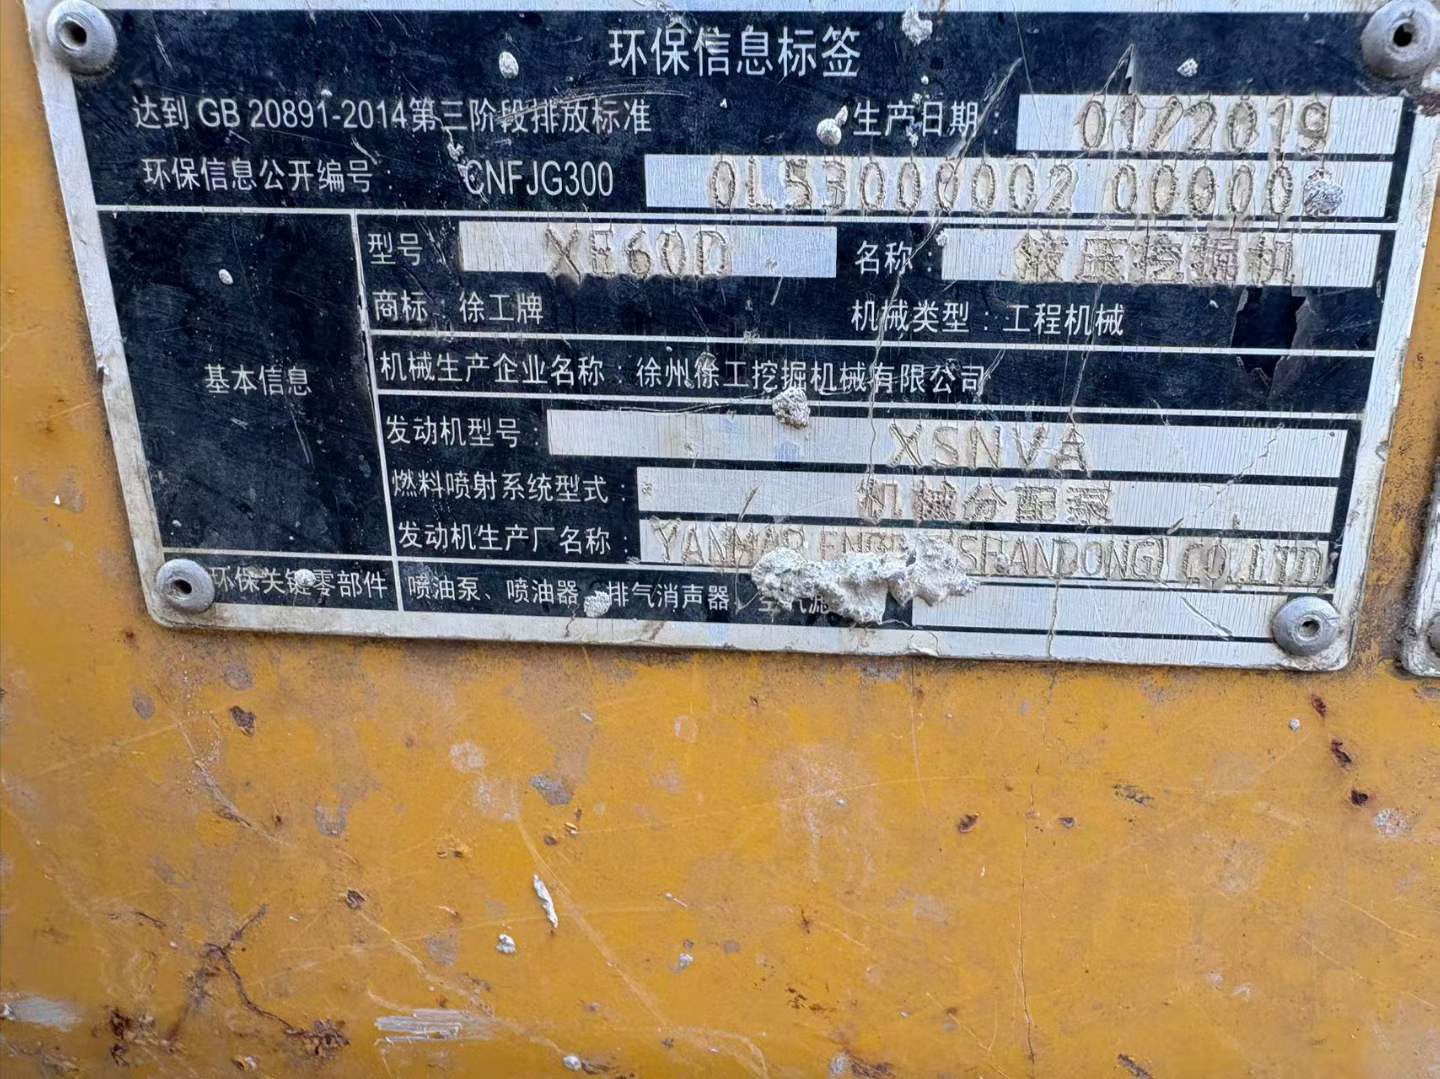 环保信息标签
达到 GB 20891-2014第三阶段排放标准 生产日期: 01/2019
环保信息公开编号: CNFJG300 0L53000002 00000
基本信息
型号: XE60D 名称: 液压挖掘机
商标: 徐工牌 机械类型: 工程机械
机械生产企业名称: 徐州徐工挖掘机械有限公司
发动机型号: XSNVA
燃料喷射系统型式: 机械分配泵
发动机生产厂名称: (SHANDONG) CO.,LTD
环保关键零部件 喷油泵、喷油器、排气消声器、空气滤